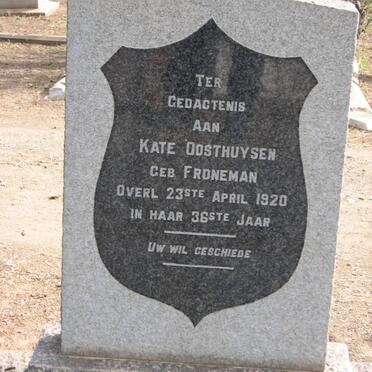 TER
GEDACTENIS
AAN
KATE OOSTHUYSEN
GEB FRONEMAN
OVERL 23STE APRIL 1920
IN HAAR 36STE JAAR
UW WIL GESCHIEDE